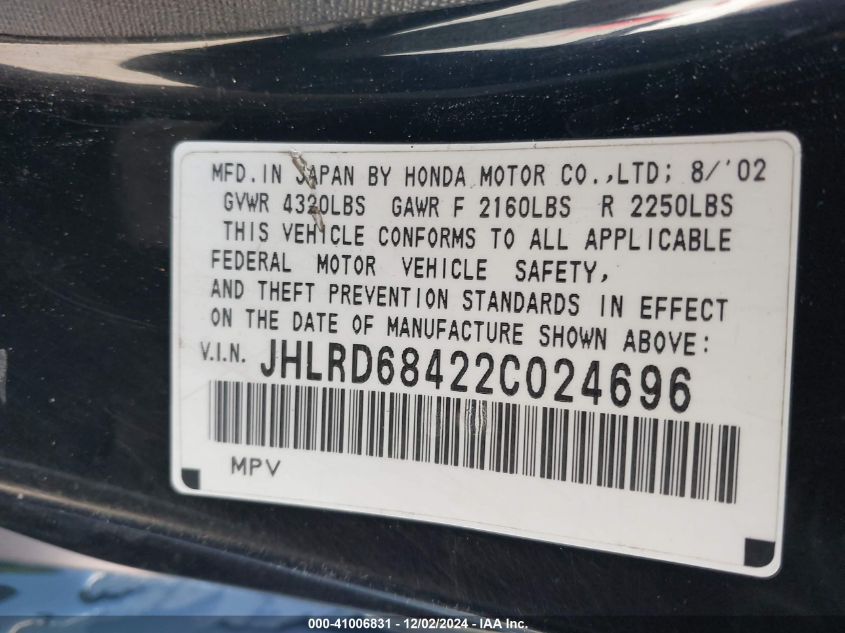 MFD.IN JAPAN BY HONDA MOTOR CO.,LTD; 8/'02
GVWR 4320LBS GAWR F 2160LBS R 2250LBS
THIS VEHICLE CONFORMS TO ALL APPLICABLE
FEDERAL MOTOR VEHICLE SAFETY,
AND THEFT PREVENTION STANDARDS IN EFFECT
ON THE DATE OF MANUFACTURE SHOWN ABOVE:
V.I.N. JHLRD68422C024696
MPV
000-41006831 - 12/02/2024 - IAA Inc.